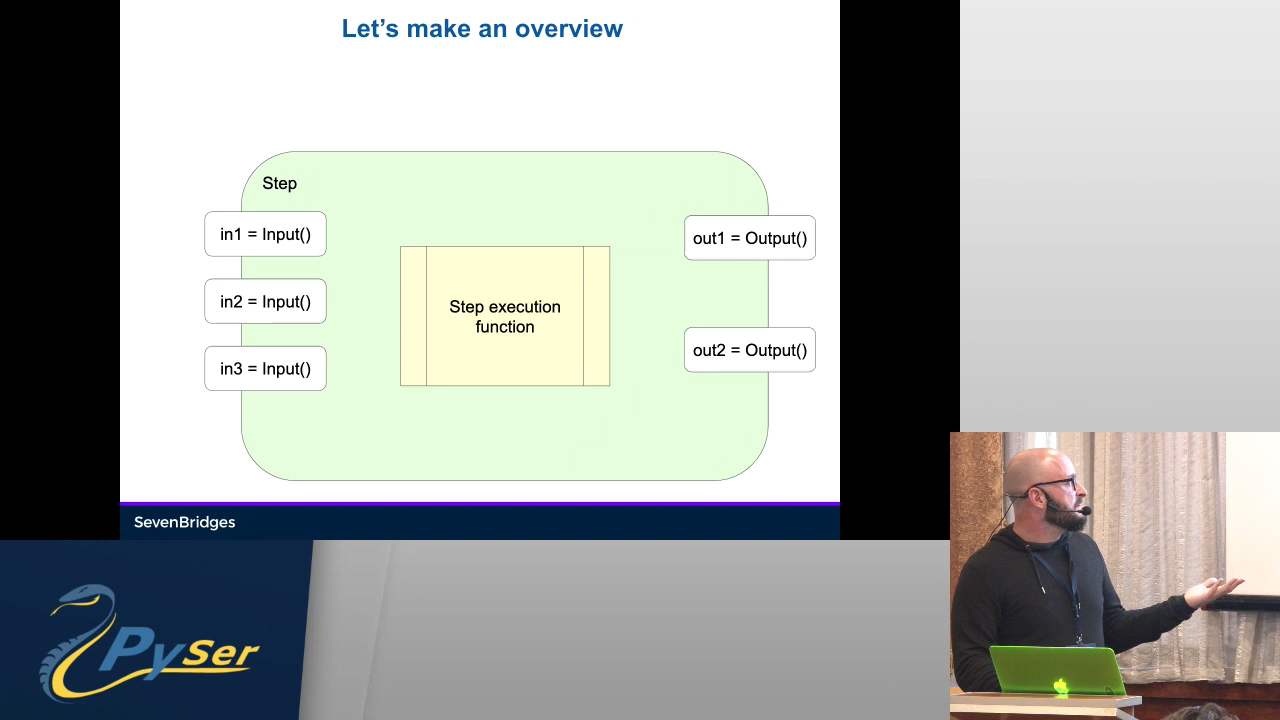 Let's make an overview
Step
in1 = Input()
in2 = Input()
in3 = Input()
Step execution
function
out1 = Output()
out2 = Output()
SevenBridges
PySer